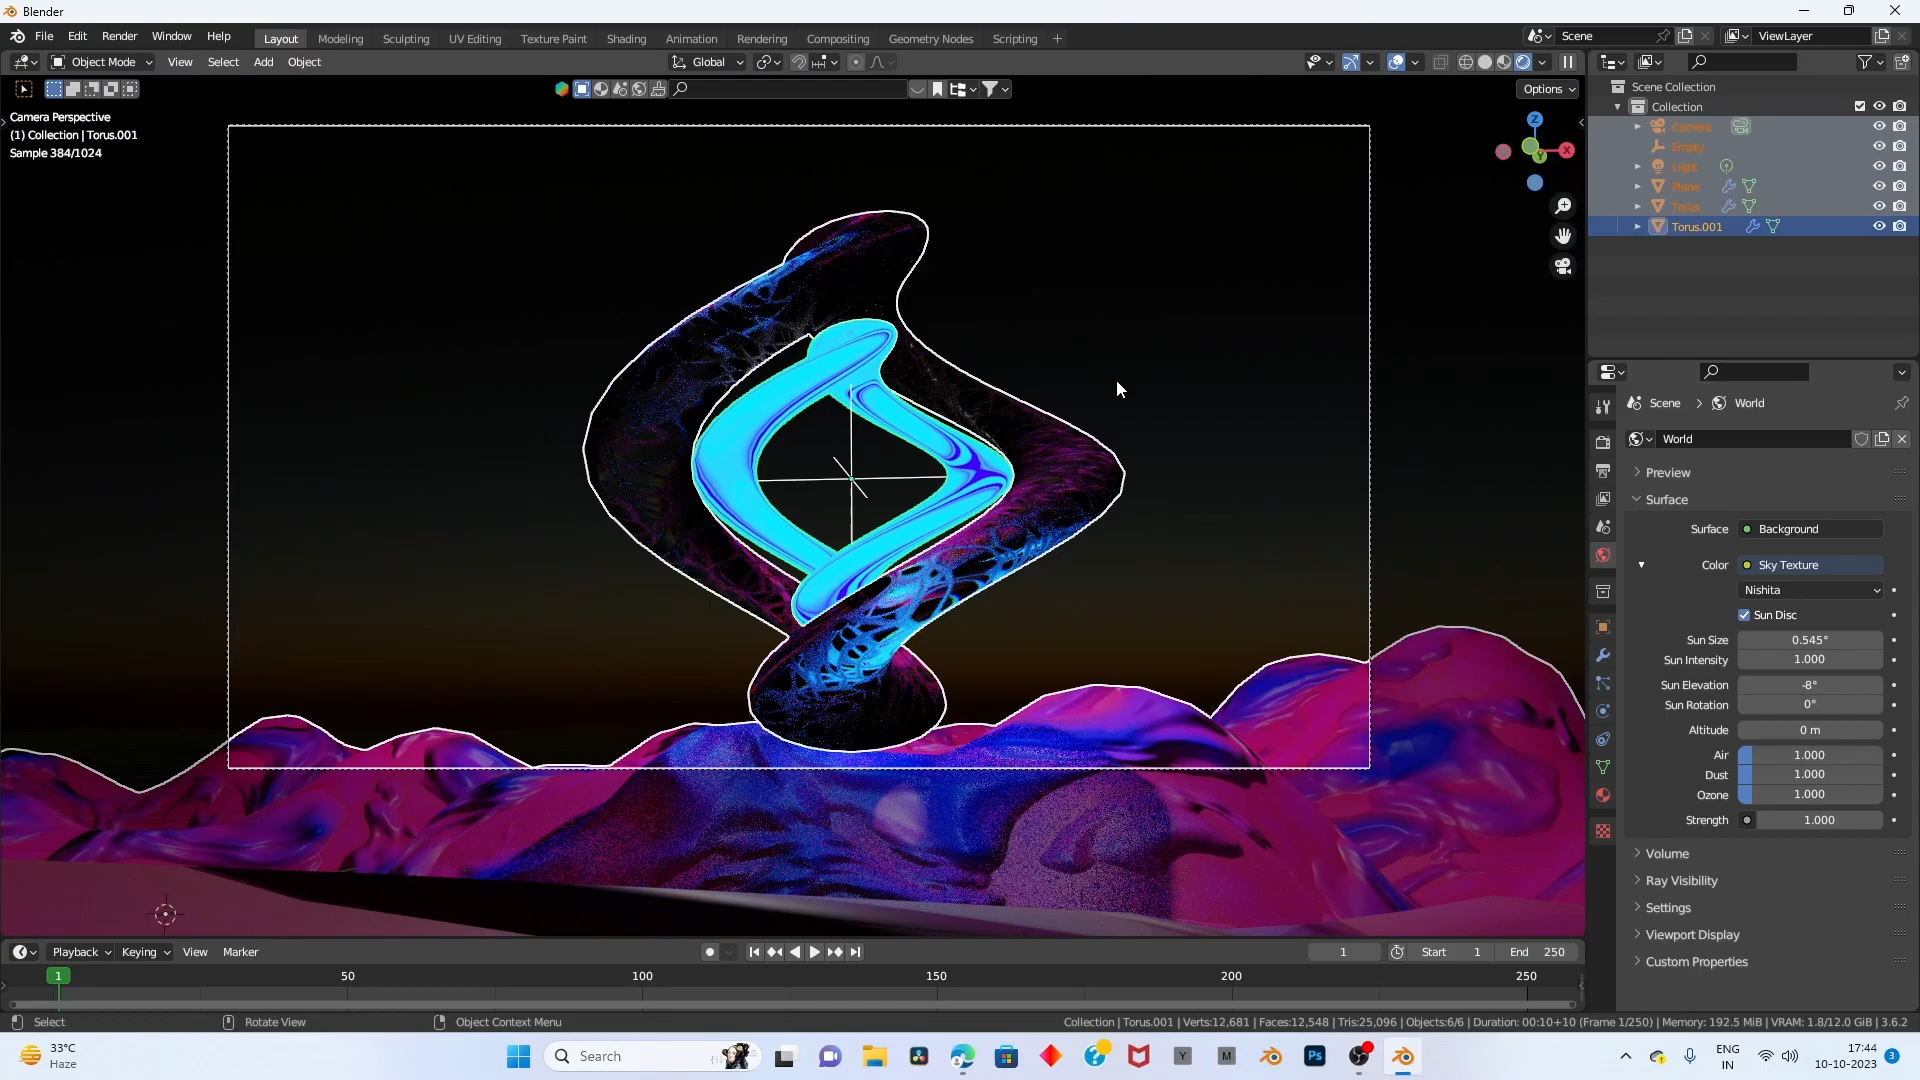 Blender
File Edit Render Window Help
Layout Modeling Sculpting UV Editing Texture Paint Shading Animation Rendering Compositing Geometry Nodes Scripting +
Scene
ViewLayer
Object Mode View Select Add Object
Global
Options
Camera Perspective
(1) Collection | Torus.001
Sample 384/1024
Z
X
Y
Scene Collection
Collection
Camera
Empty
Light
Plane
Torus
Torus.001
Scene > World
World
Preview
Surface
Surface Background
Color Sky Texture
Nishita
Sun Disc
Sun Size 0.545°
Sun Intensity 1.000
Sun Elevation -8°
Sun Rotation 0°
Altitude 0 m
Air 1.000
Dust 1.000
Ozone 1.000
Strength 1.000
Volume
Ray Visibility
Settings
Viewport Display
Custom Properties
Playback Keying View Marker
1 Start 1 End 250
1 50 100 150 200 250
Select Rotate View Object Context Menu
Collection | Torus.001 | Verts:12,681 | Faces:12,548 | Tris:25,096 | Objects:6/6 | Duration: 00:10+10 (Frame 1/250) | Memory: 192.5 MiB | VRAM: 1.8/12.0 GiB | 3.6.2
33°C
Haze
Search
Y
M
Ps
ENG
IN
17:44
10-10-2023
3